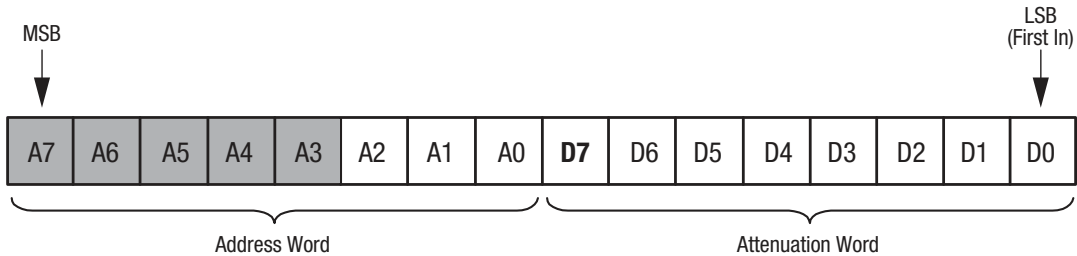 MSB
LSB
(First In)
A7 A6 A5 A4 A3 A2 A1 A0 D7 D6 D5 D4 D3 D2 D1 D0
Address Word
Attenuation Word